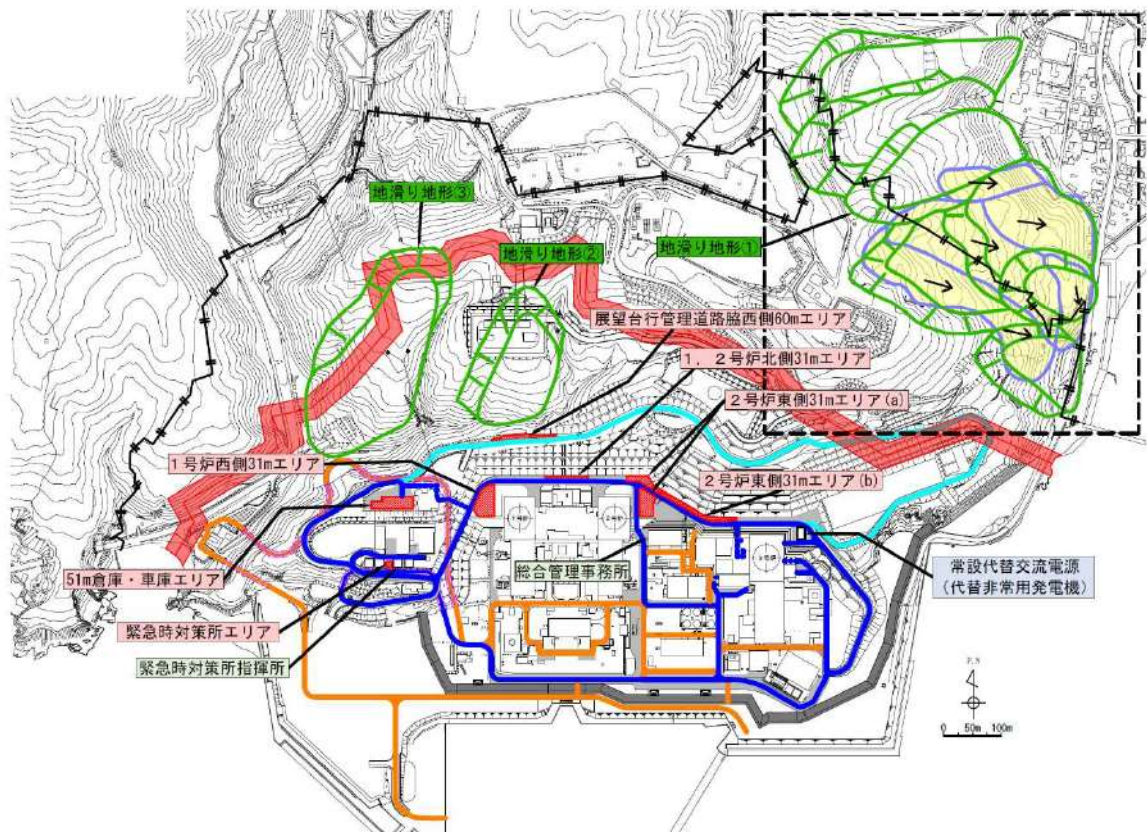 地滑り地形③
地滑り地形②
地滑り地形①
展望台行管理道路脇西側60mエリア
1，2号炉北側31mエリア
2号炉東側31mエリア(a)
1号炉西側31mエリア
2号炉東側31mエリア(b)
51m倉庫・車庫エリア
総合管理事務所
常設代替交流電源
（代替非常用発電機）
緊急時対策所エリア
緊急時対策所指揮所
0 50m 100m